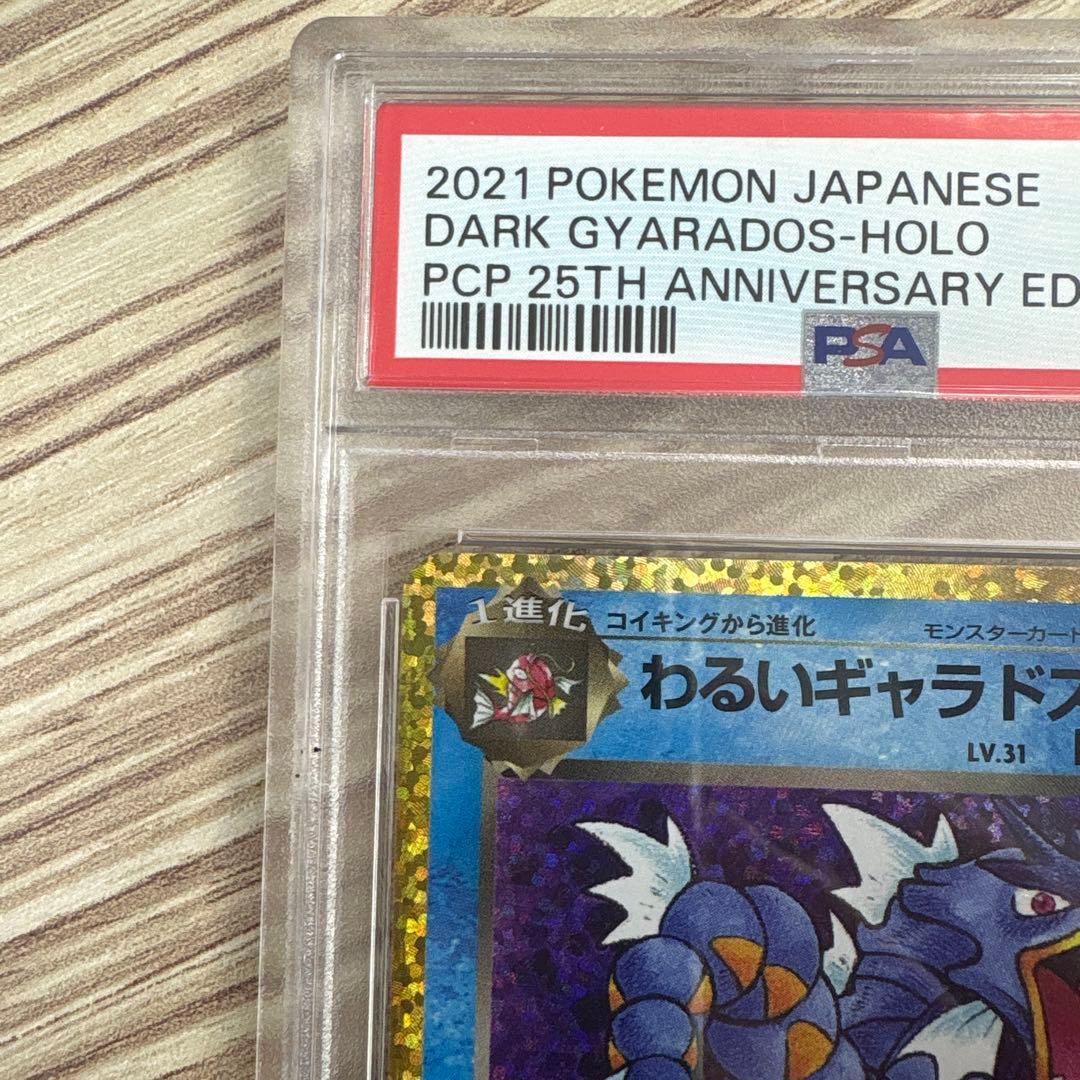 2021 POKEMON JAPANESE
DARK GYARADOS-HOLO
PCP 25TH ANNIVERSARY ED
PSA
1進化
コイキングから進化
モンスターカード
わるいギャラドス
LV.31